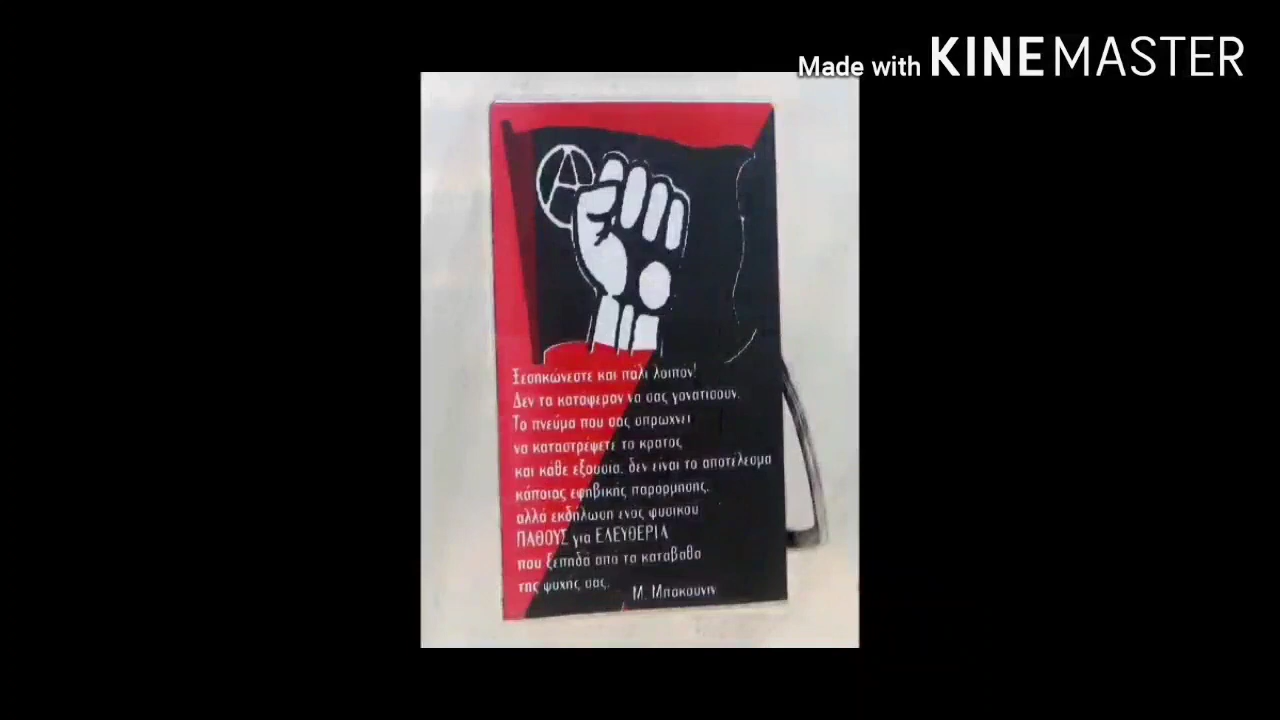 Made with KINEMASTER
Ξεσηκώνεστε και πάλι λοιπόν!
Δεν τα κατάφεραν να σας γονατίσουν.
Το πνεύμα που σας σπρώχνει
να καταστρέψετε το κράτος
και κάθε εξουσία, δεν είναι το αποτέλεσμα
κάποιας εφηβικής παρόρμησης,
αλλά εκδήλωση ενός φυσικού
ΠΑΘΟΥΣ για ΕΛΕΥΘΕΡΙΑ
που ξεπηδά από τα κατάβαθα
της ψυχής σας.
Μ. Μπακουνιν